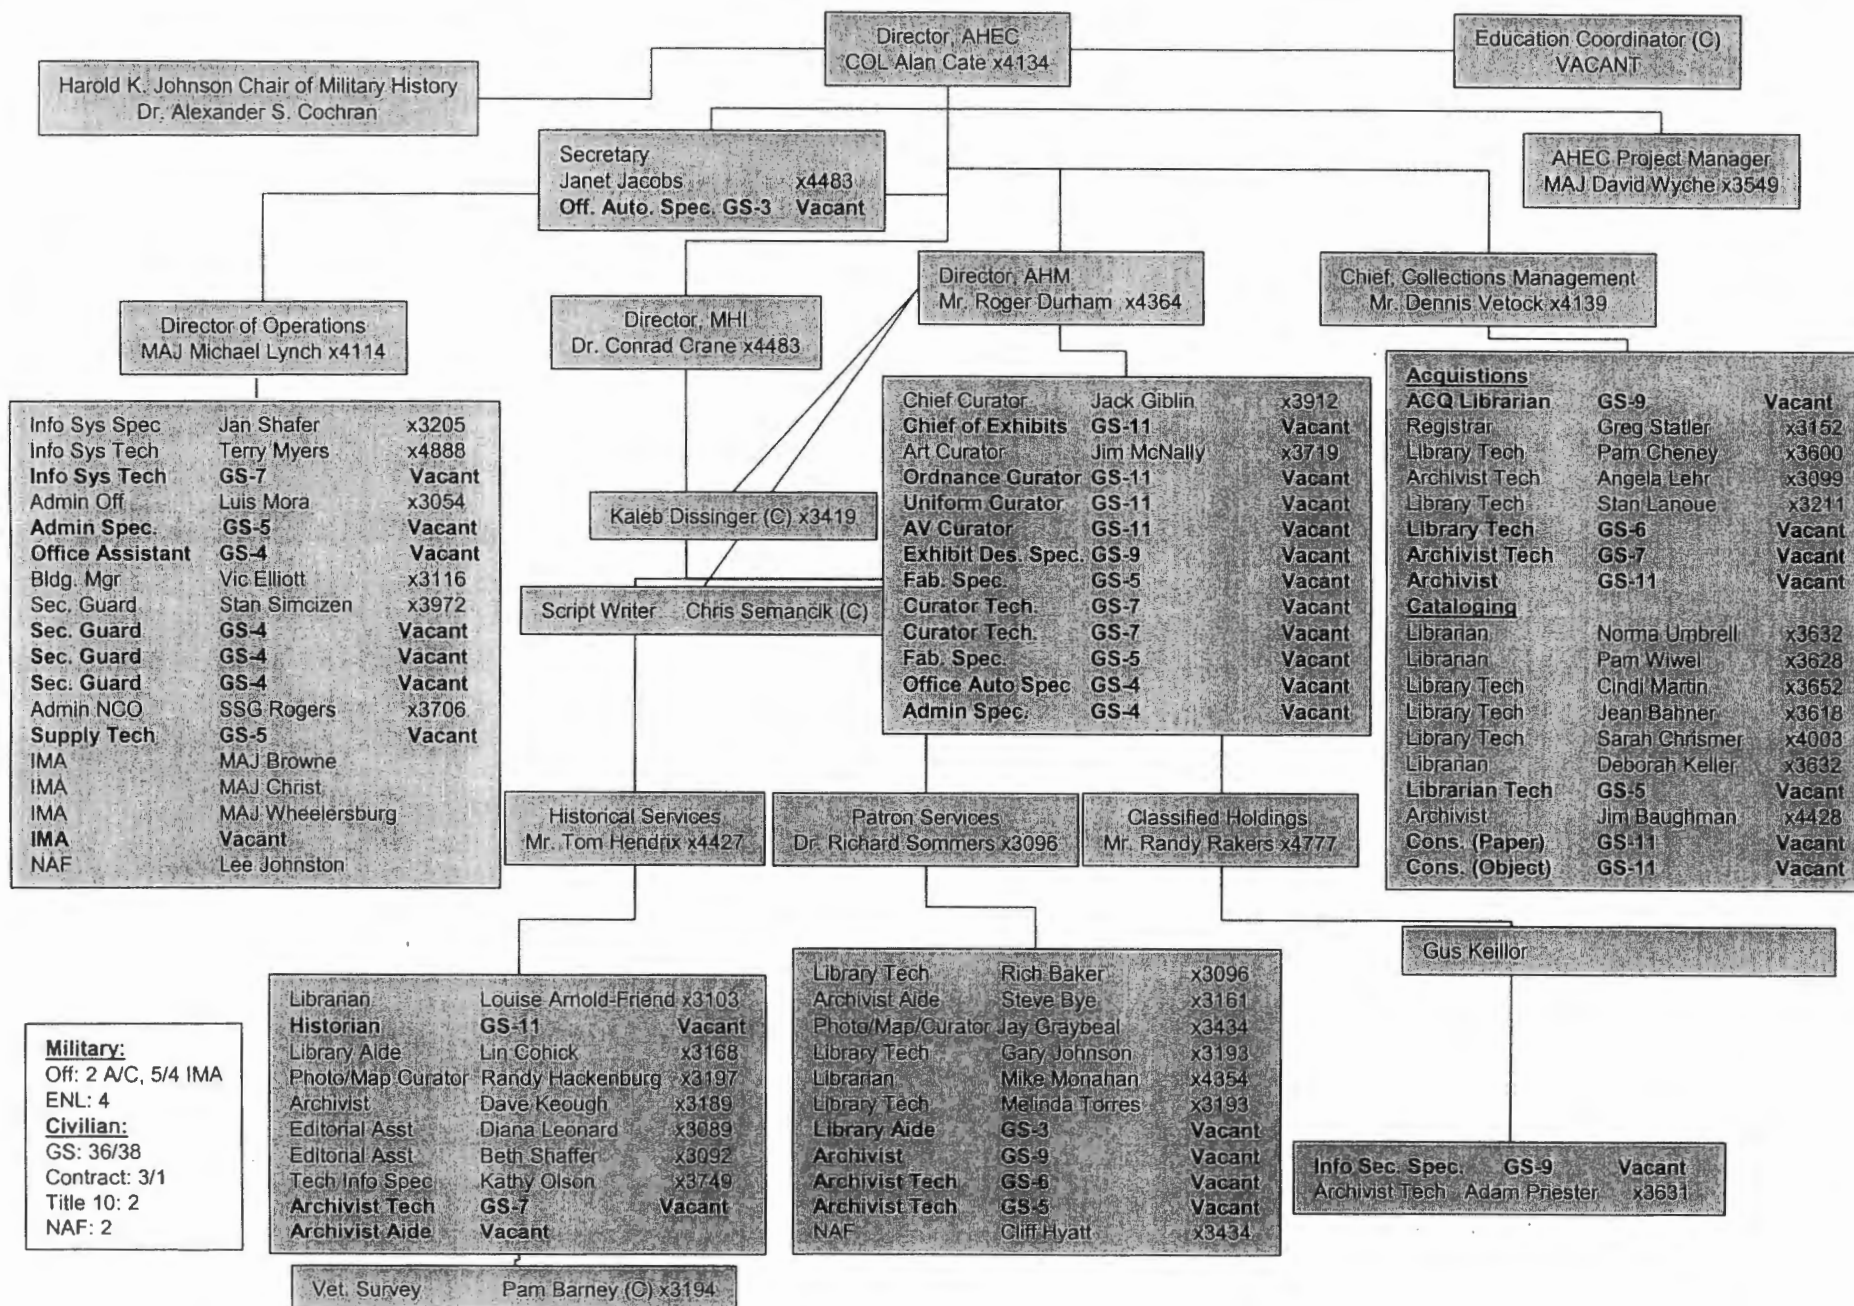 Director, AHEC
COL Alan Cate x4134
Education Coordinator (C)
VACANT
Harold K. Johnson Chair of Military History
Dr. Alexander S. Cochran
Secretary
Janet Jacobs x4483
Off. Auto. Spec. GS-3 Vacant
AHEC Project Manager
MAJ David Wyche x3549
Director of Operations
MAJ Michael Lynch x4114
Director, MHI
Dr. Conrad Crane x4483
Director, AHM
Mr. Roger Durham x4364
Chief, Collections Management
Mr. Dennis Vetock x4139
Info Sys Spec Jan Shafer x3205
Info Sys Tech Terry Myers x4888
Info Sys Tech GS-7 Vacant
Admin Off Luis Mora x3054
Admin Spec. GS-5 Vacant
Office Assistant GS-4 Vacant
Bldg. Mgr Vic Elliott x3116
Sec. Guard Stan Simcizen x3972
Sec. Guard GS-4 Vacant
Sec. Guard GS-4 Vacant
Sec. Guard GS-4 Vacant
Admin NCO SSG Rogers x3706
Supply Tech GS-5 Vacant
IMA MAJ Browne
IMA MAJ Christ
IMA MAJ Wheelersburg
IMA Vacant
NAF Lee Johnston
Kaleb Dissinger (C) x3419
Script Writer Chris Semancik (C)
Chief Curator Jack Giblin x3912
Chief of Exhibits GS-11 Vacant
Art Curator Jim McNally x3719
Ordnance Curator GS-11 Vacant
Uniform Curator GS-11 Vacant
AV Curator GS-11 Vacant
Exhibit Des. Spec. GS-9 Vacant
Fab. Spec. GS-5 Vacant
Curator Tech. GS-7 Vacant
Curator Tech. GS-7 Vacant
Fab. Spec. GS-5 Vacant
Office Auto Spec GS-4 Vacant
Admin Spec. GS-4 Vacant
Acquistions
ACQ Librarian GS-9 Vacant
Registrar Greg Statler x3152
Library Tech Pam Cheney x3600
Archivist Tech Angela Lehr x3099
Library Tech Stan Lanoue x3211
Library Tech GS-6 Vacant
Archivist Tech GS-7 Vacant
Archivist GS-11 Vacant
Cataloging
Librarian Norma Umbrell x3632
Librarian Pam Wiwel x3628
Library Tech Cindi Martin x3652
Library Tech Jean Bahner x3618
Library Tech Sarah Chrismer x4003
Librarian Deborah Keller x3632
Librarian Tech GS-5 Vacant
Archivist Jim Baughman x4428
Cons. (Paper) GS-11 Vacant
Cons. (Object) GS-11 Vacant
Historical Services
Mr. Tom Hendrix x4427
Patron Services
Dr. Richard Sommers x3096
Classified Holdings
Mr. Randy Rakers x4777
Gus Keillor
Librarian Louise Arnold-Friend x3103
Historian GS-11 Vacant
Library Aide Lin Cohick x3168
Photo/Map Curator Randy Hackenburg x3197
Archivist Dave Keough x3189
Editorial Asst Diana Leonard x3089
Editorial Asst. Beth Shaffer x3092
Tech Info Spec Kathy Olson x3749
Archivist Tech GS-7 Vacant
Archivist Aide Vacant
Vet. Survey Pam Barney (C) x3194
Library Tech Rich Baker x3096
Archivist Aide Steve Bye x3161
Photo/Map/Curator Jay Graybeal x3434
Library Tech Gary Johnson x3193
Librarian Mike Monahan x4354
Library Tech Melinda Torres x3193
Library Aide GS-3 Vacant
Archivist GS-9 Vacant
Archivist Tech GS-6 Vacant
Archivist Tech GS-5 Vacant
NAF Cliff Hyatt x3434
Info Sec. Spec. GS-9 Vacant
Archivist Tech Adam Priester x3631
Military:
Off: 2 A/C, 5/4 IMA
ENL: 4
Civilian:
GS: 36/38
Contract: 3/1
Title 10: 2
NAF: 2